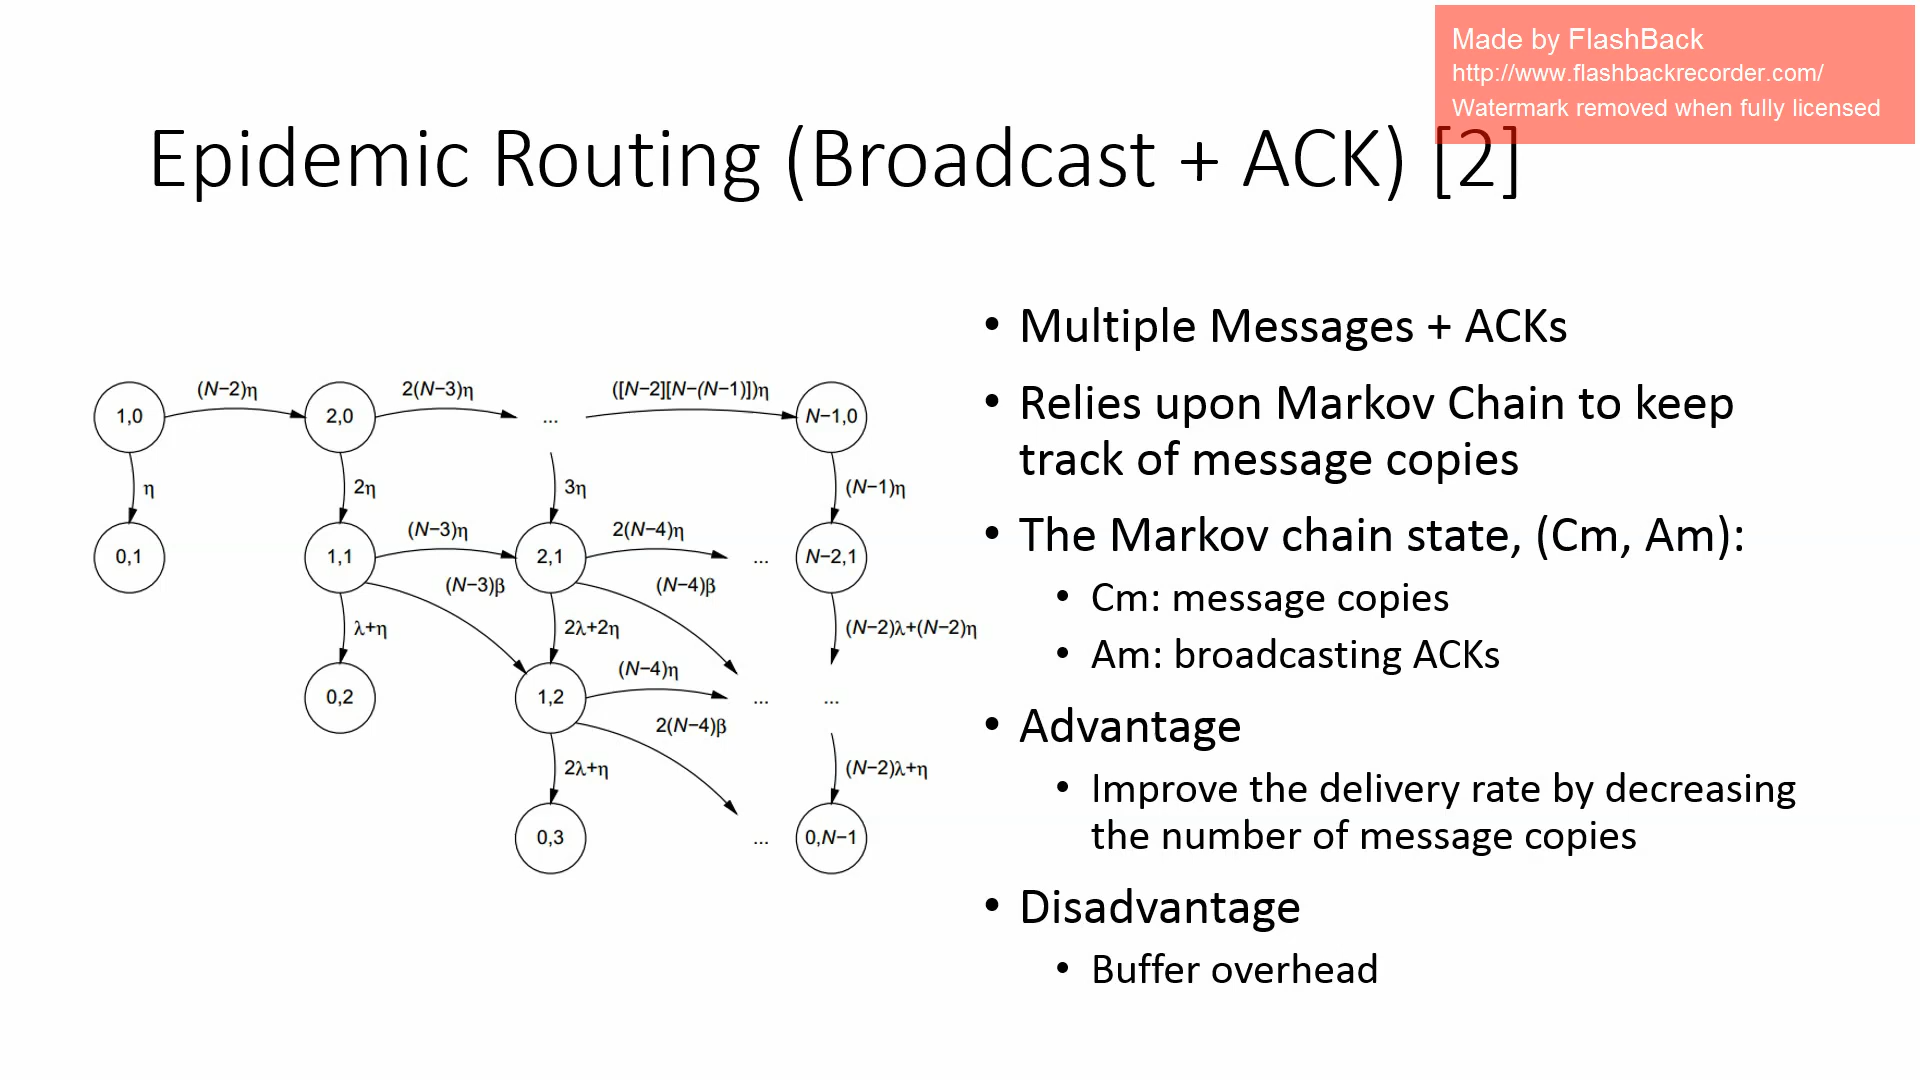 Made by FlashBack
http://www.flashbackrecorder.com/
Watermark removed when fully licensed
Epidemic Routing (Broadcast + ACK) [2]
(N−2)η
2(N−3)η
([N−2][N−(N−1)])η
1,0
2,0
...
N−1,0
η
2η
3η
(N−1)η
(N−3)η
2(N−4)η
0,1
1,1
2,1
...
N−2,1
(N−3)β
(N−4)β
λ+η
2λ+2η
(N−2)λ+(N−2)η
(N−4)η
0,2
1,2
...
...
2(N−4)β
2λ+η
(N−2)λ+η
0,3
...
0,N−1
• Multiple Messages + ACKs
• Relies upon Markov Chain to keep
track of message copies
• The Markov chain state, (Cm, Am):
• Cm: message copies
• Am: broadcasting ACKs
• Advantage
• Improve the delivery rate by decreasing
the number of message copies
• Disadvantage
• Buffer overhead